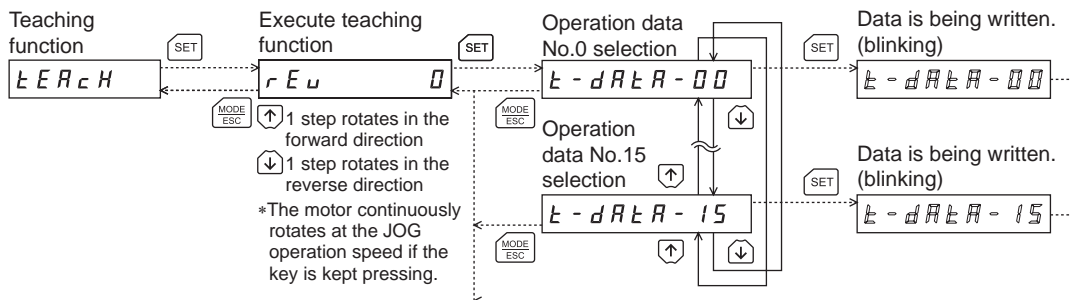 Teaching
function
SET
tEAcH
MODE
ESC
Execute teaching
function
SET
rEv 0
↑ 1 step rotates in the
forward direction
↓ 1 step rotates in the
reverse direction
*The motor continuously
rotates at the JOG
operation speed if the
key is kept pressing.
Operation data
No.0 selection
t-dAtA-00
MODE
ESC
↓
Operation
data No.15
selection
↑
t-dAtA-15
MODE
ESC
↑
↓
SET
Data is being written.
(blinking)
t-dAtA-00
SET
Data is being written.
(blinking)
t-dAtA-15